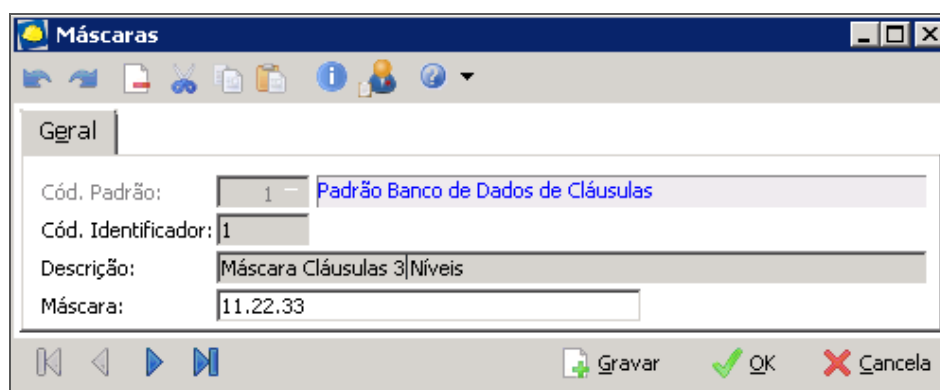 Máscaras
Geral
Cód. Padrão: 1 Padrão Banco de Dados de Cláusulas
Cód. Identificador: 1
Descrição: Máscara Cláusulas 3 Níveis
Máscara: 11.22.33
Gravar OK Cancela